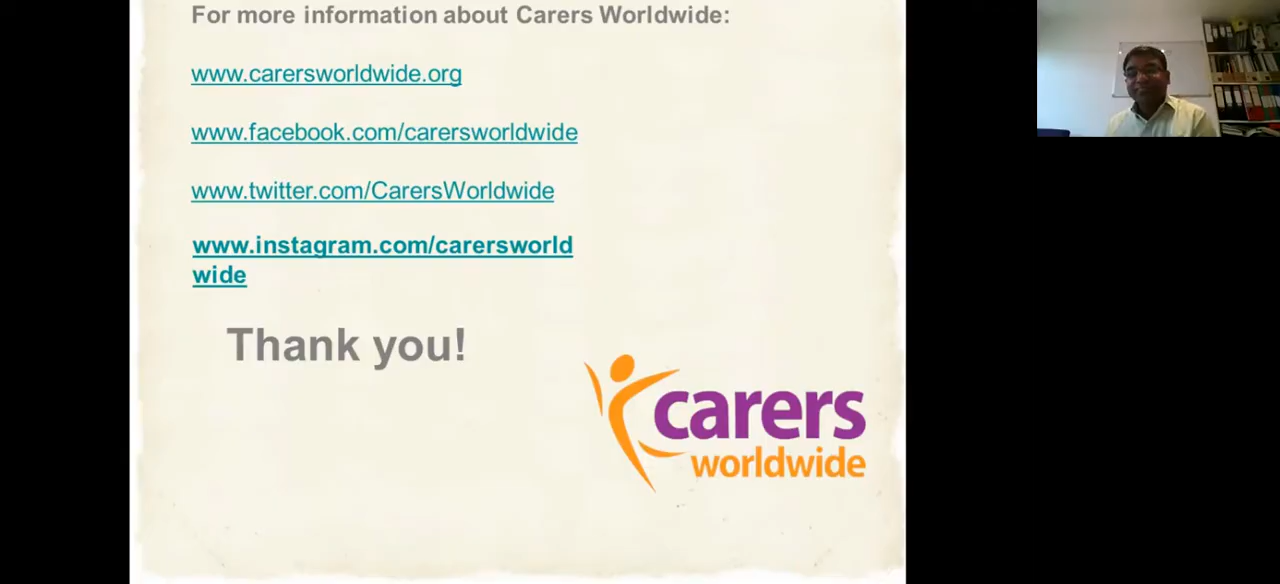 For more information about Carers Worldwide:
www.carersworldwide.org
www.facebook.com/carersworldwide
www.twitter.com/CarersWorldwide
www.instagram.com/carersworld
wide
Thank you!
carers
worldwide